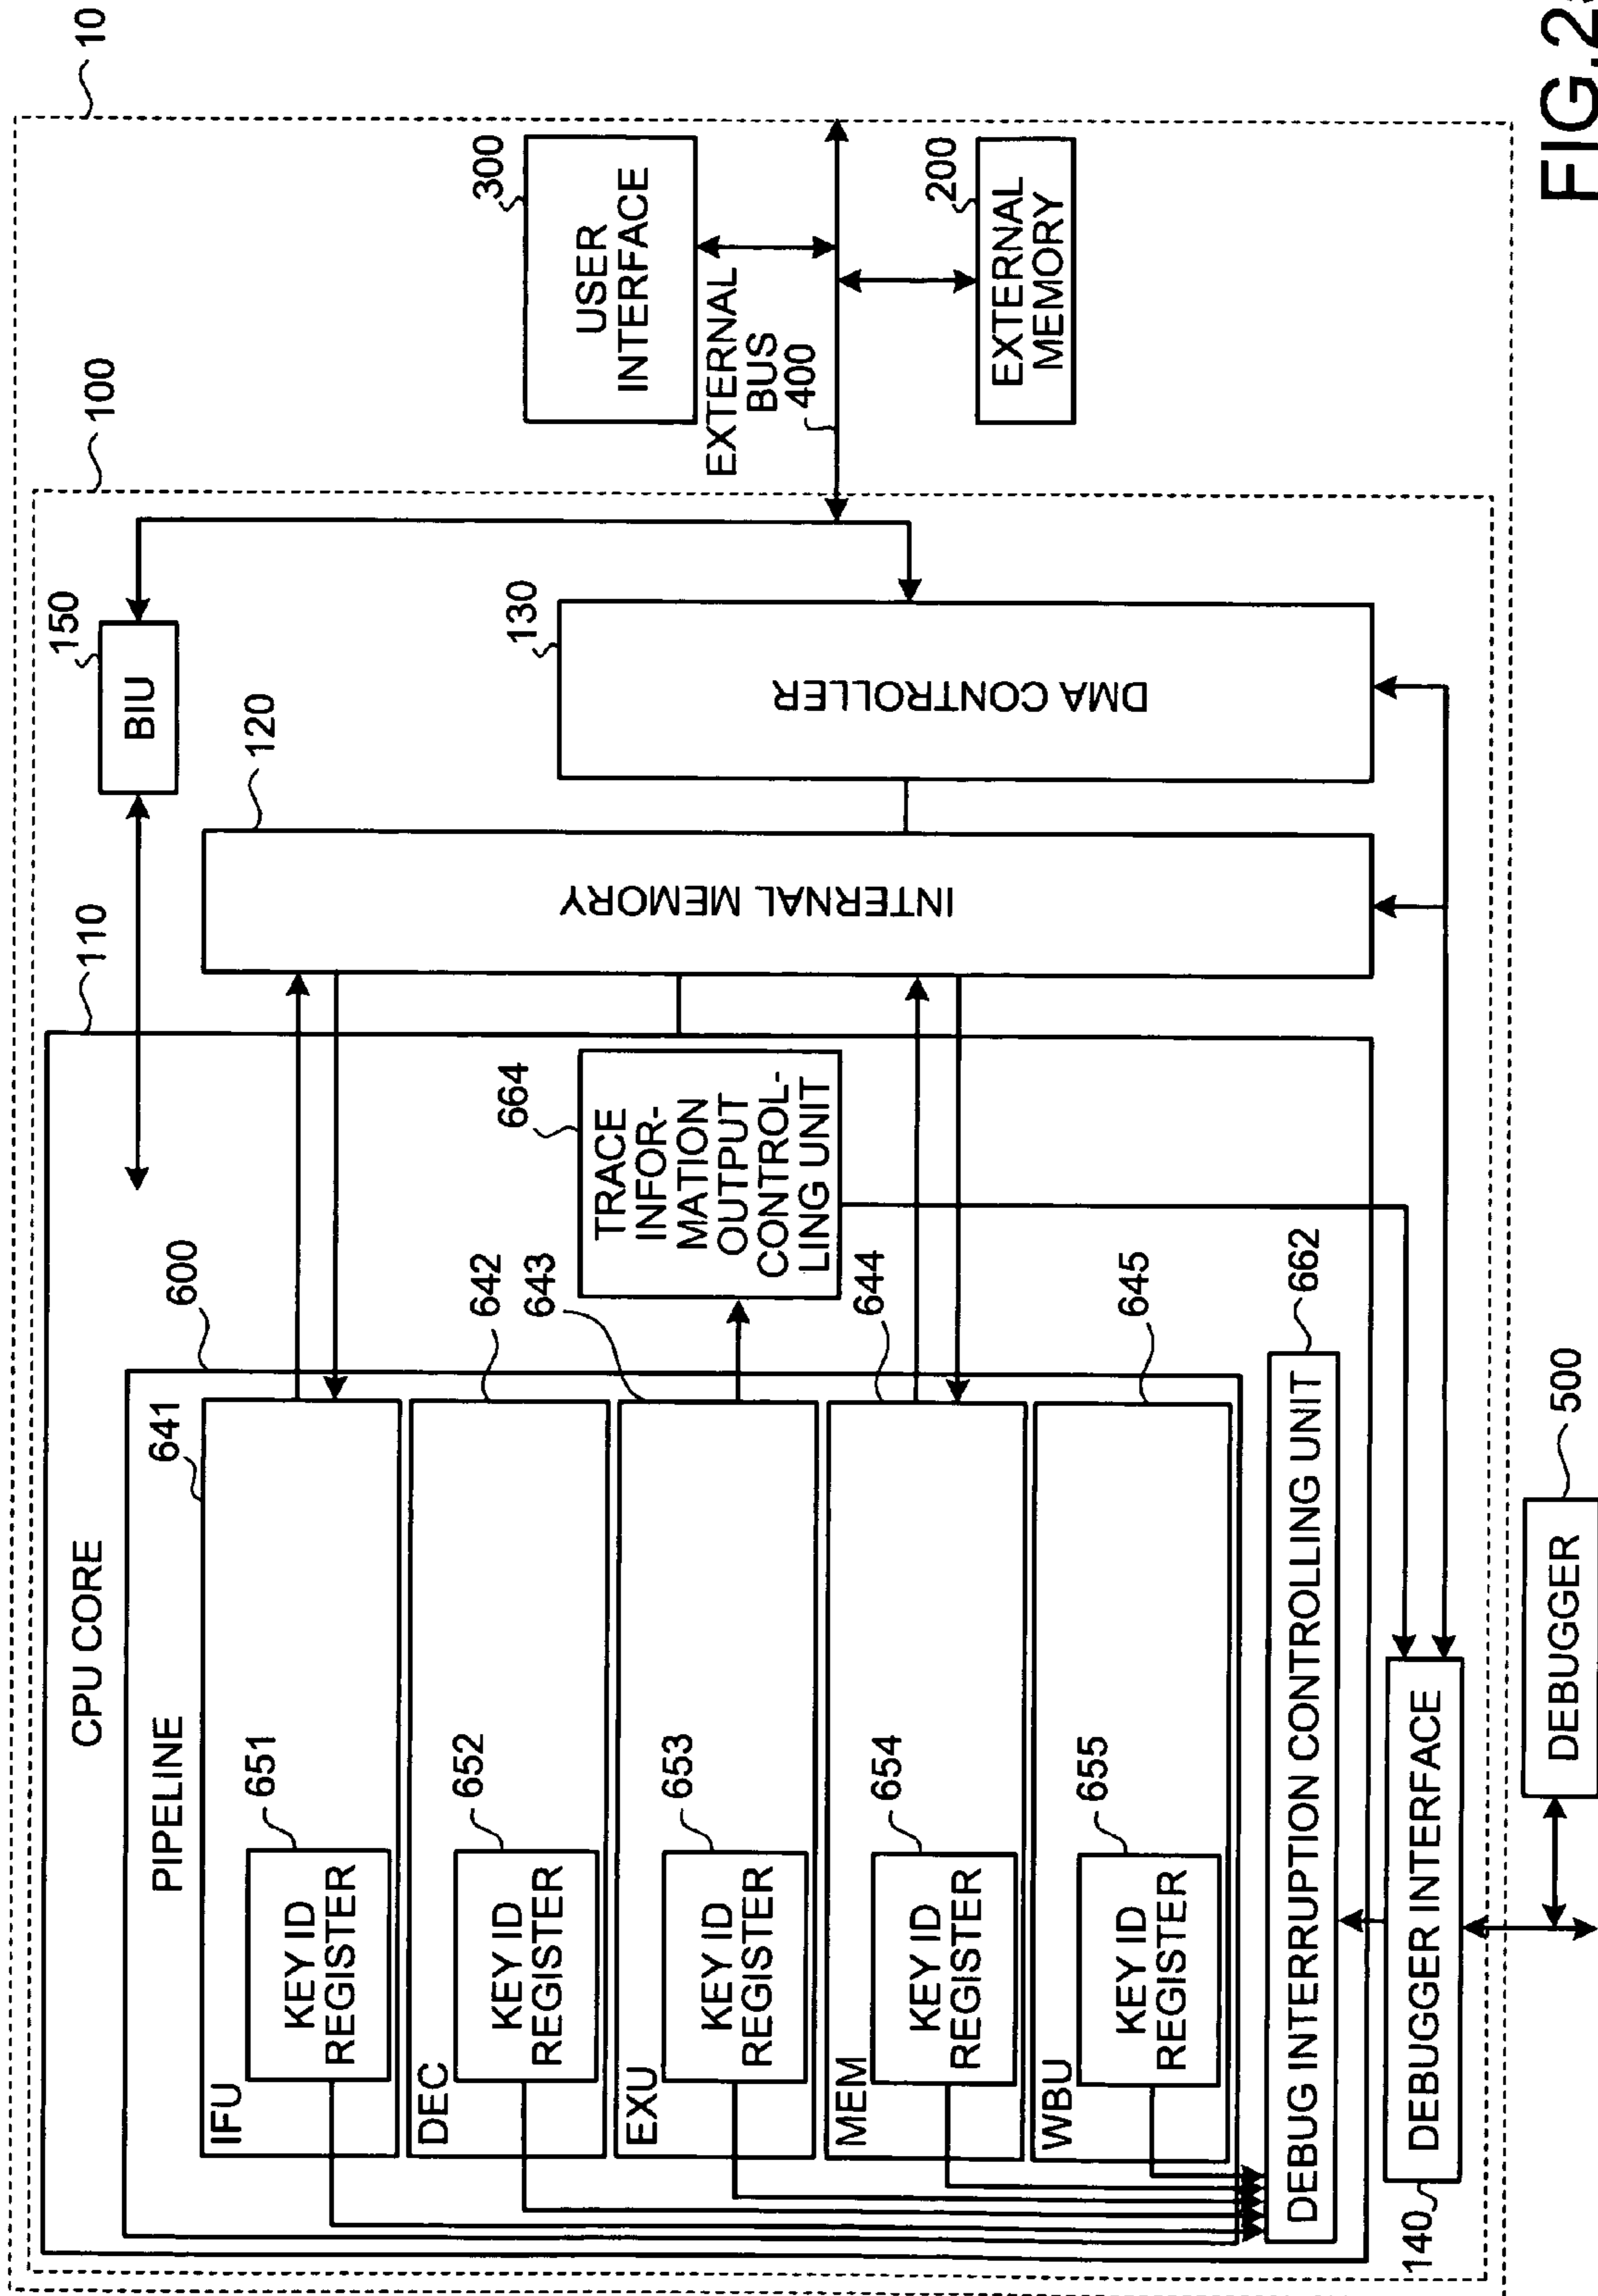 10
100
CPU CORE
110
150
BIU
PIPELINE
600
641
IFU
651
KEY ID
REGISTER
642
DEC
652
KEY ID
REGISTER
643
EXU
653
KEY ID
REGISTER
644
MEM
654
KEY ID
REGISTER
645
WBU
655
KEY ID
REGISTER
664
TRACE
INFOR-
MATION
OUTPUT
CONTROL-
LING UNIT
120
INTERNAL MEMORY
130
DMA CONTROLLER
300
USER
INTERFACE
EXTERNAL
BUS
400
200
EXTERNAL
MEMORY
662
DEBUG INTERRUPTION CONTROLLING UNIT
140
DEBUGGER INTERFACE
500
DEBUGGER